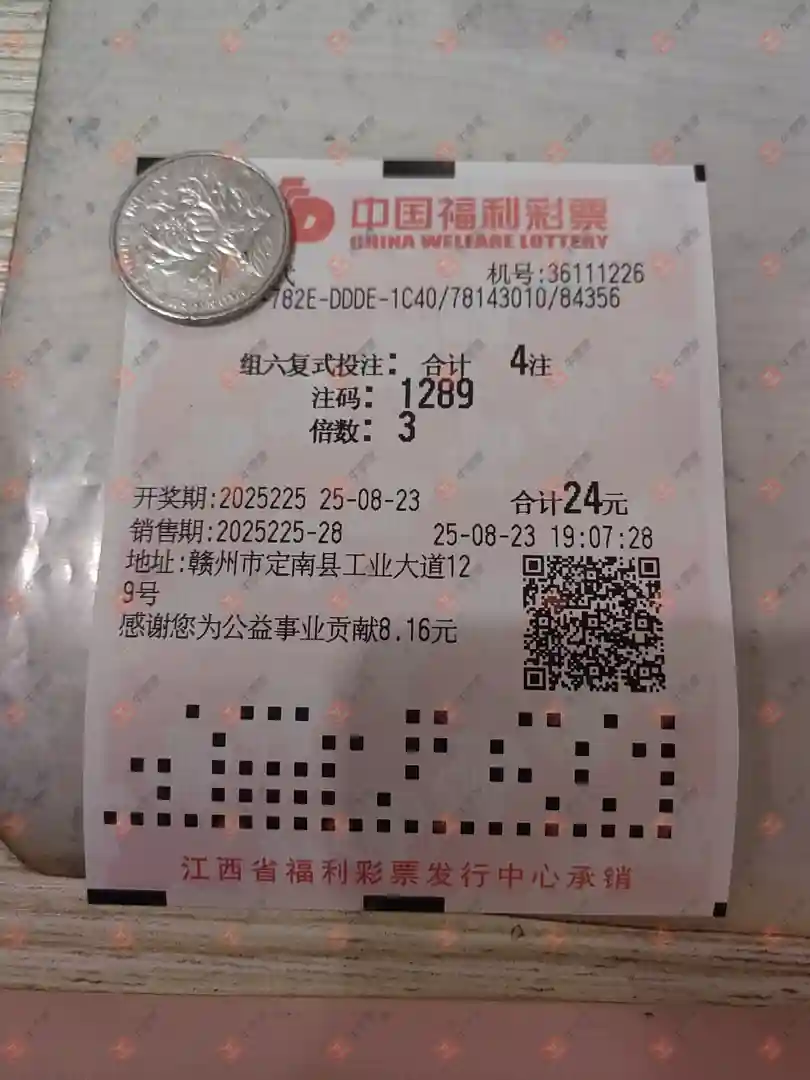 中国福利彩票
CHINA WELFARE LOTTERY
机号:36111226
-782E-DDDE-1C40/78143010/84356
组六复式投注: 合计 4注
注码: 1289
倍数: 3
开奖期:2025225 25-08-23 合计24元
销售期:2025225-28 25-08-23 19:07:28
地址:赣州市定南县工业大道12
9号
感谢您为公益事业贡献8.16元
江西省福利彩票发行中心承销